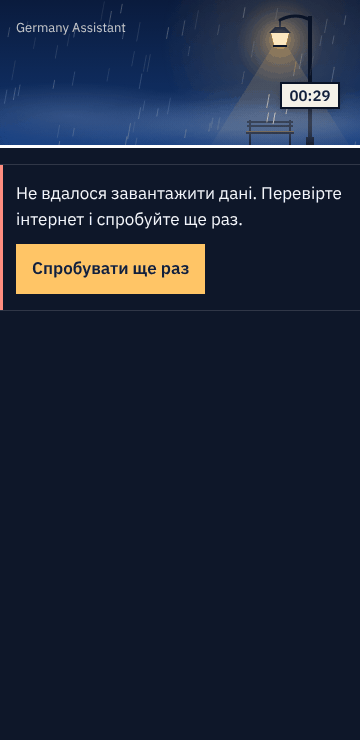 Germany Assistant
00:29
Не вдалося завантажити дані. Перевірте
інтернет і спробуйте ще раз.
Спробувати ще раз